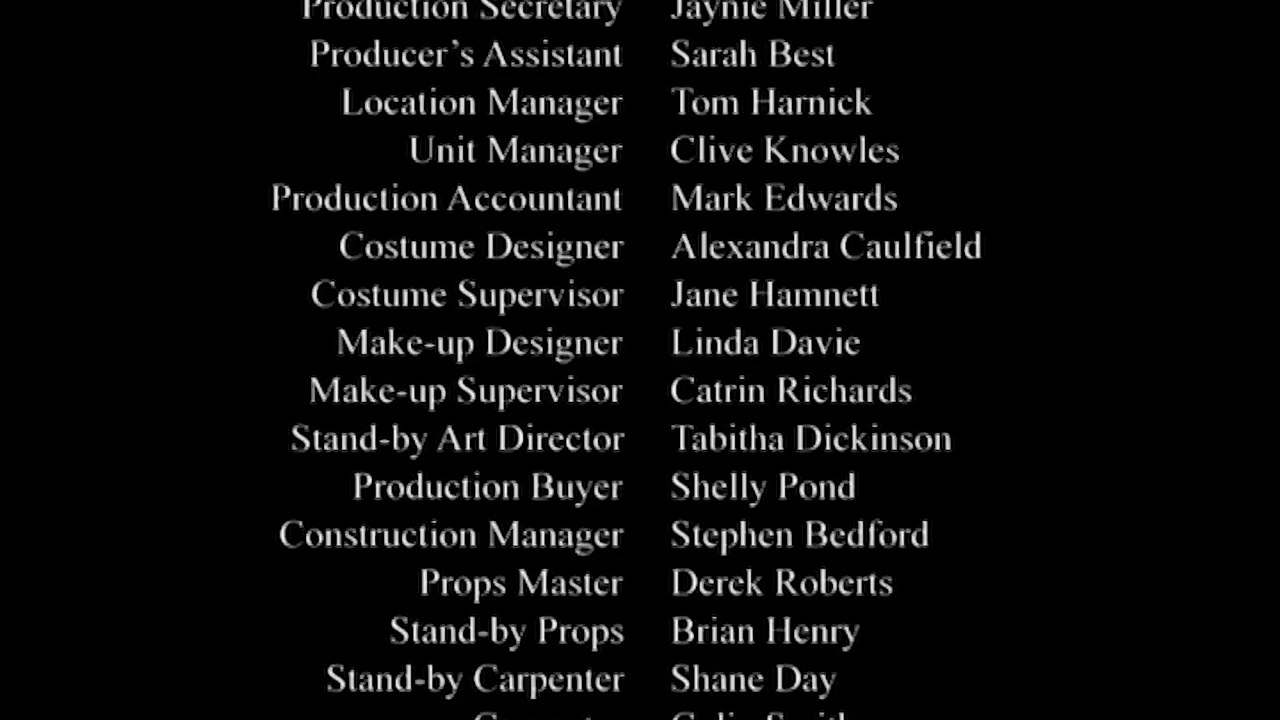 Production Secretary Jaynie Miller
Producer's Assistant Sarah Best
Location Manager Tom Harnick
Unit Manager Clive Knowles
Production Accountant Mark Edwards
Costume Designer Alexandra Caulfield
Costume Supervisor Jane Hamnett
Make-up Designer Linda Davie
Make-up Supervisor Catrin Richards
Stand-by Art Director Tabitha Dickinson
Production Buyer Shelly Pond
Construction Manager Stephen Bedford
Props Master Derek Roberts
Stand-by Props Brian Henry
Stand-by Carpenter Shane Day